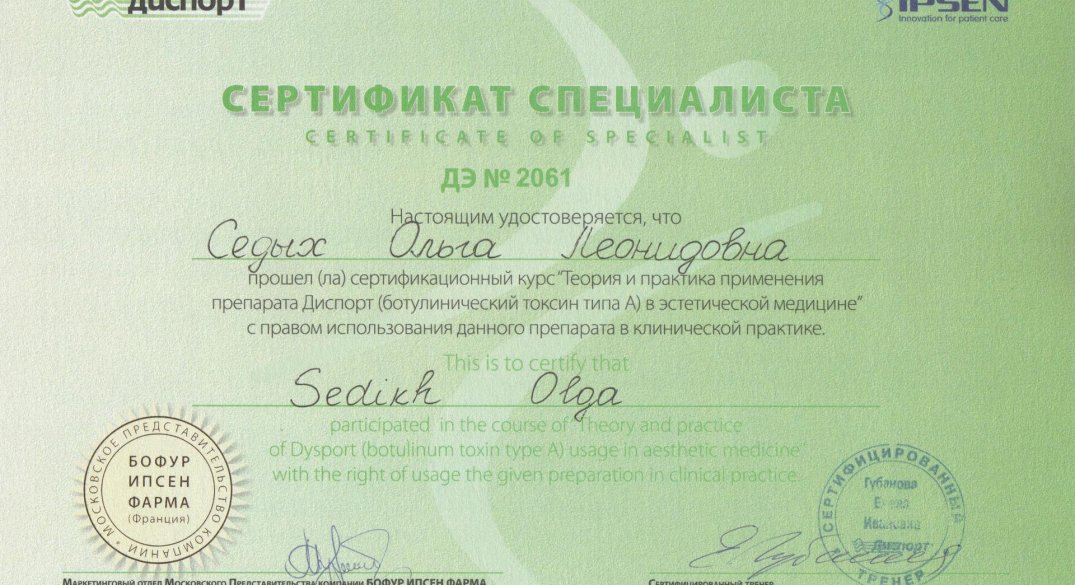 диспорт
IPSEN
Innovation for patient care
СЕРТИФИКАТ СПЕЦИАЛИСТА
CERTIFICATE OF SPECIALIST
ДЭ № 2061
Настоящим удостоверяется, что
Седых Ольга Леонидовна
прошел (ла) сертификационный курс "Теория и практика применения
препарата Диспорт (ботулинический токсин типа А) в эстетической медицине"
с правом использования данного препарата в клинической практике.
This is to certify that
Sedikh Olga
participated in the course of "Theory and practice
of Dysport (botulinum toxin type A) usage in aesthetic medicine"
with the right of usage the given preparation in clinical practice.
МОСКОВСКОЕ ПРЕДСТАВИТЕЛЬСТВО КОМПАНИИ
БОФУР
ИПСЕН
ФАРМА
(Франция)
СЕРТИФИЦИРОВАННЫЙ ТРЕНЕР
Губанова
Елена
Ивановна
Диспорт
Маркетинговый отдел Московского Представительства компании БОФУР ИПСЕН ФАРМА
Сертифицированный тренер